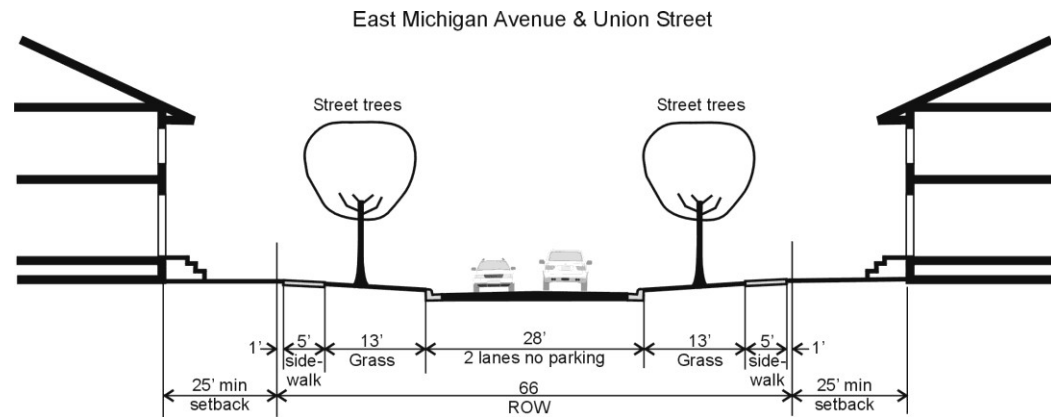 East Michigan Avenue & Union Street
Street trees
Street trees
1’
5’
side-
walk
13’
Grass
28’
2 lanes no parking
13’
Grass
5’
side-
walk
1’
25’ min
setback
66
ROW
25’ min
setback